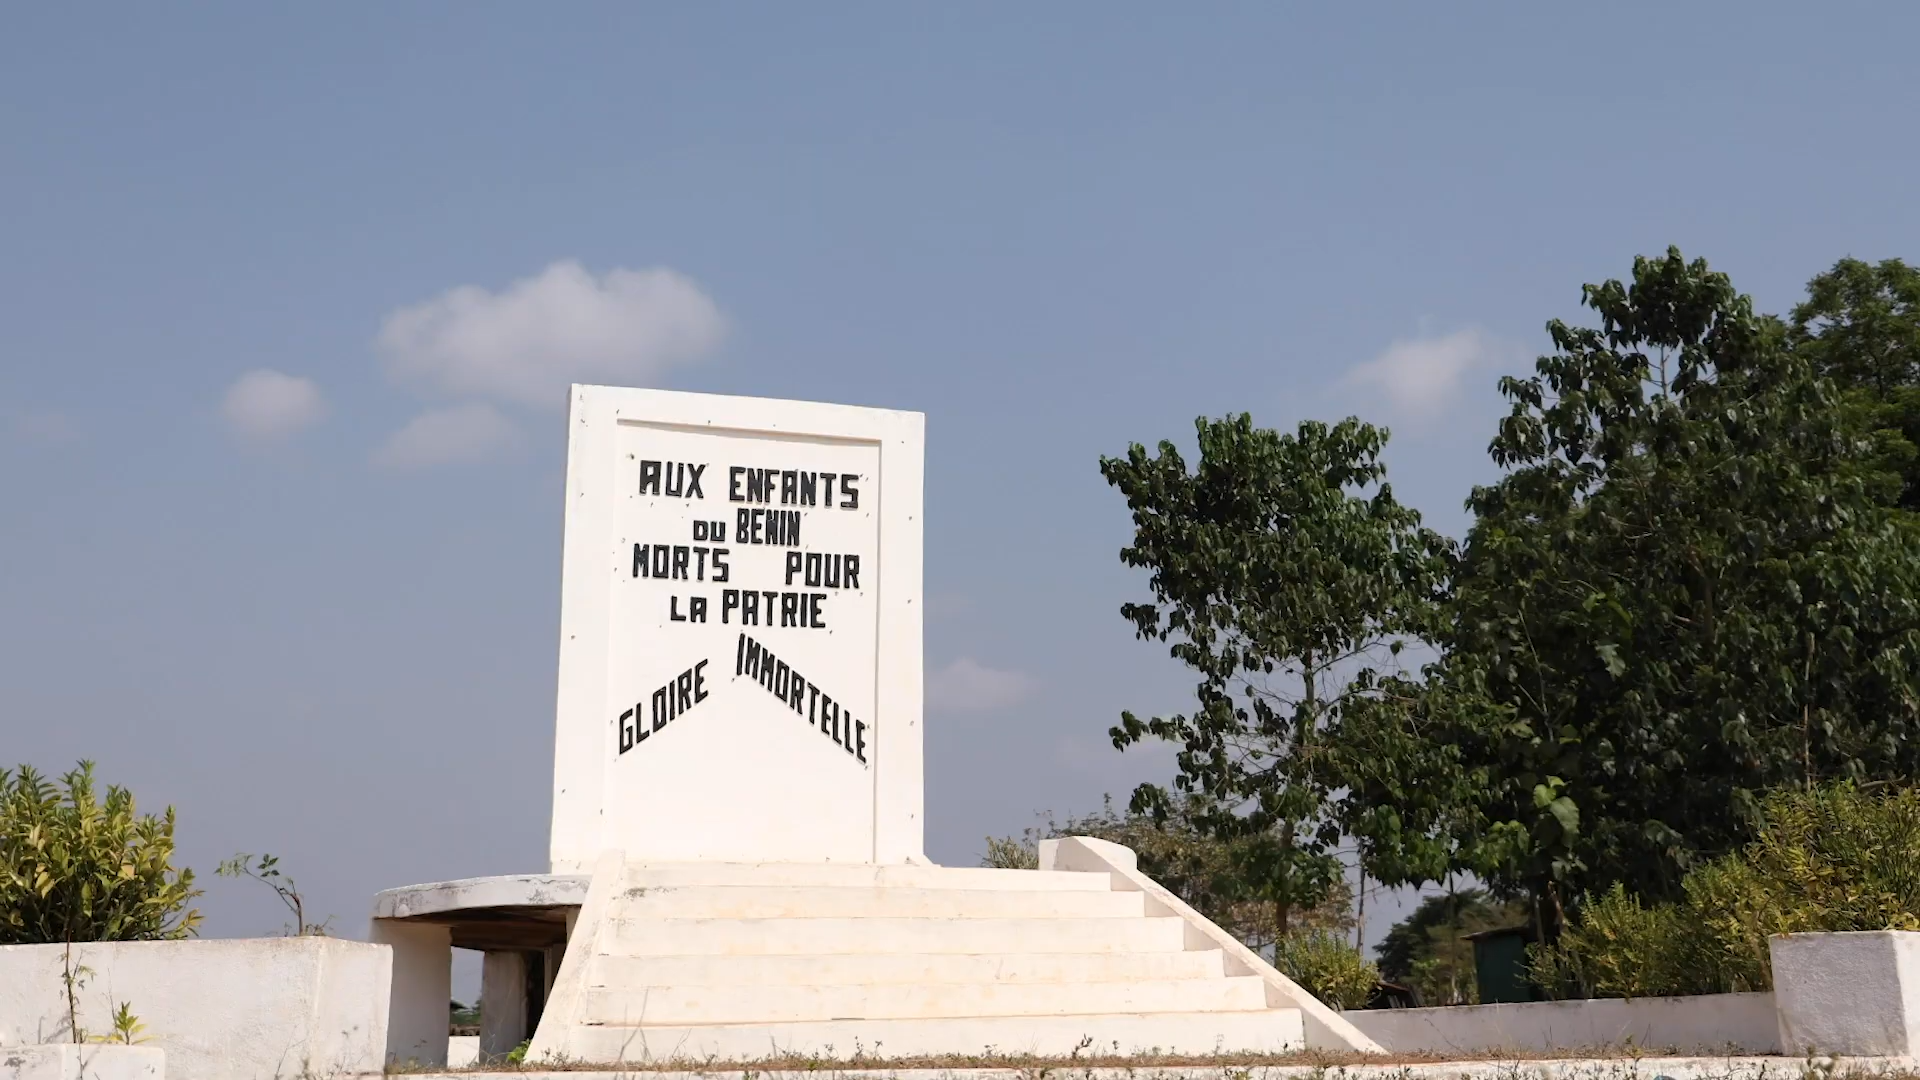 AUX ENFANTS
DU BENIN
MORTS POUR
LA PATRIE
GLOIRE IMMORTELLE